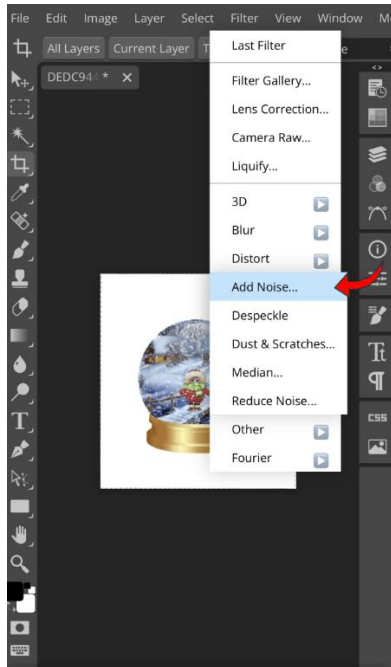 File Edit Image Layer Select Filter View Window
All Layers Current Layer
DEDC94 *
Last Filter
Filter Gallery...
Lens Correction...
Camera Raw...
Liquify...
3D
Blur
Distort
Add Noise...
Despeckle
Dust & Scratches...
Median...
Reduce Noise...
Other
Fourier
CSS